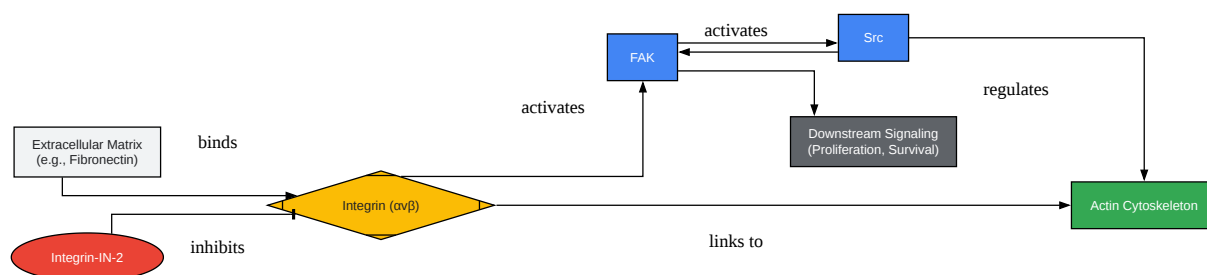 activates
Src
FAK
regulates
activates
Downstream Signaling
(Proliferation, Survival)
Extracellular Matrix
(e.g., Fibronectin)
binds
Integrin (αvβ)
Actin Cytoskeleton
links to
inhibits
Integrin-IN-2